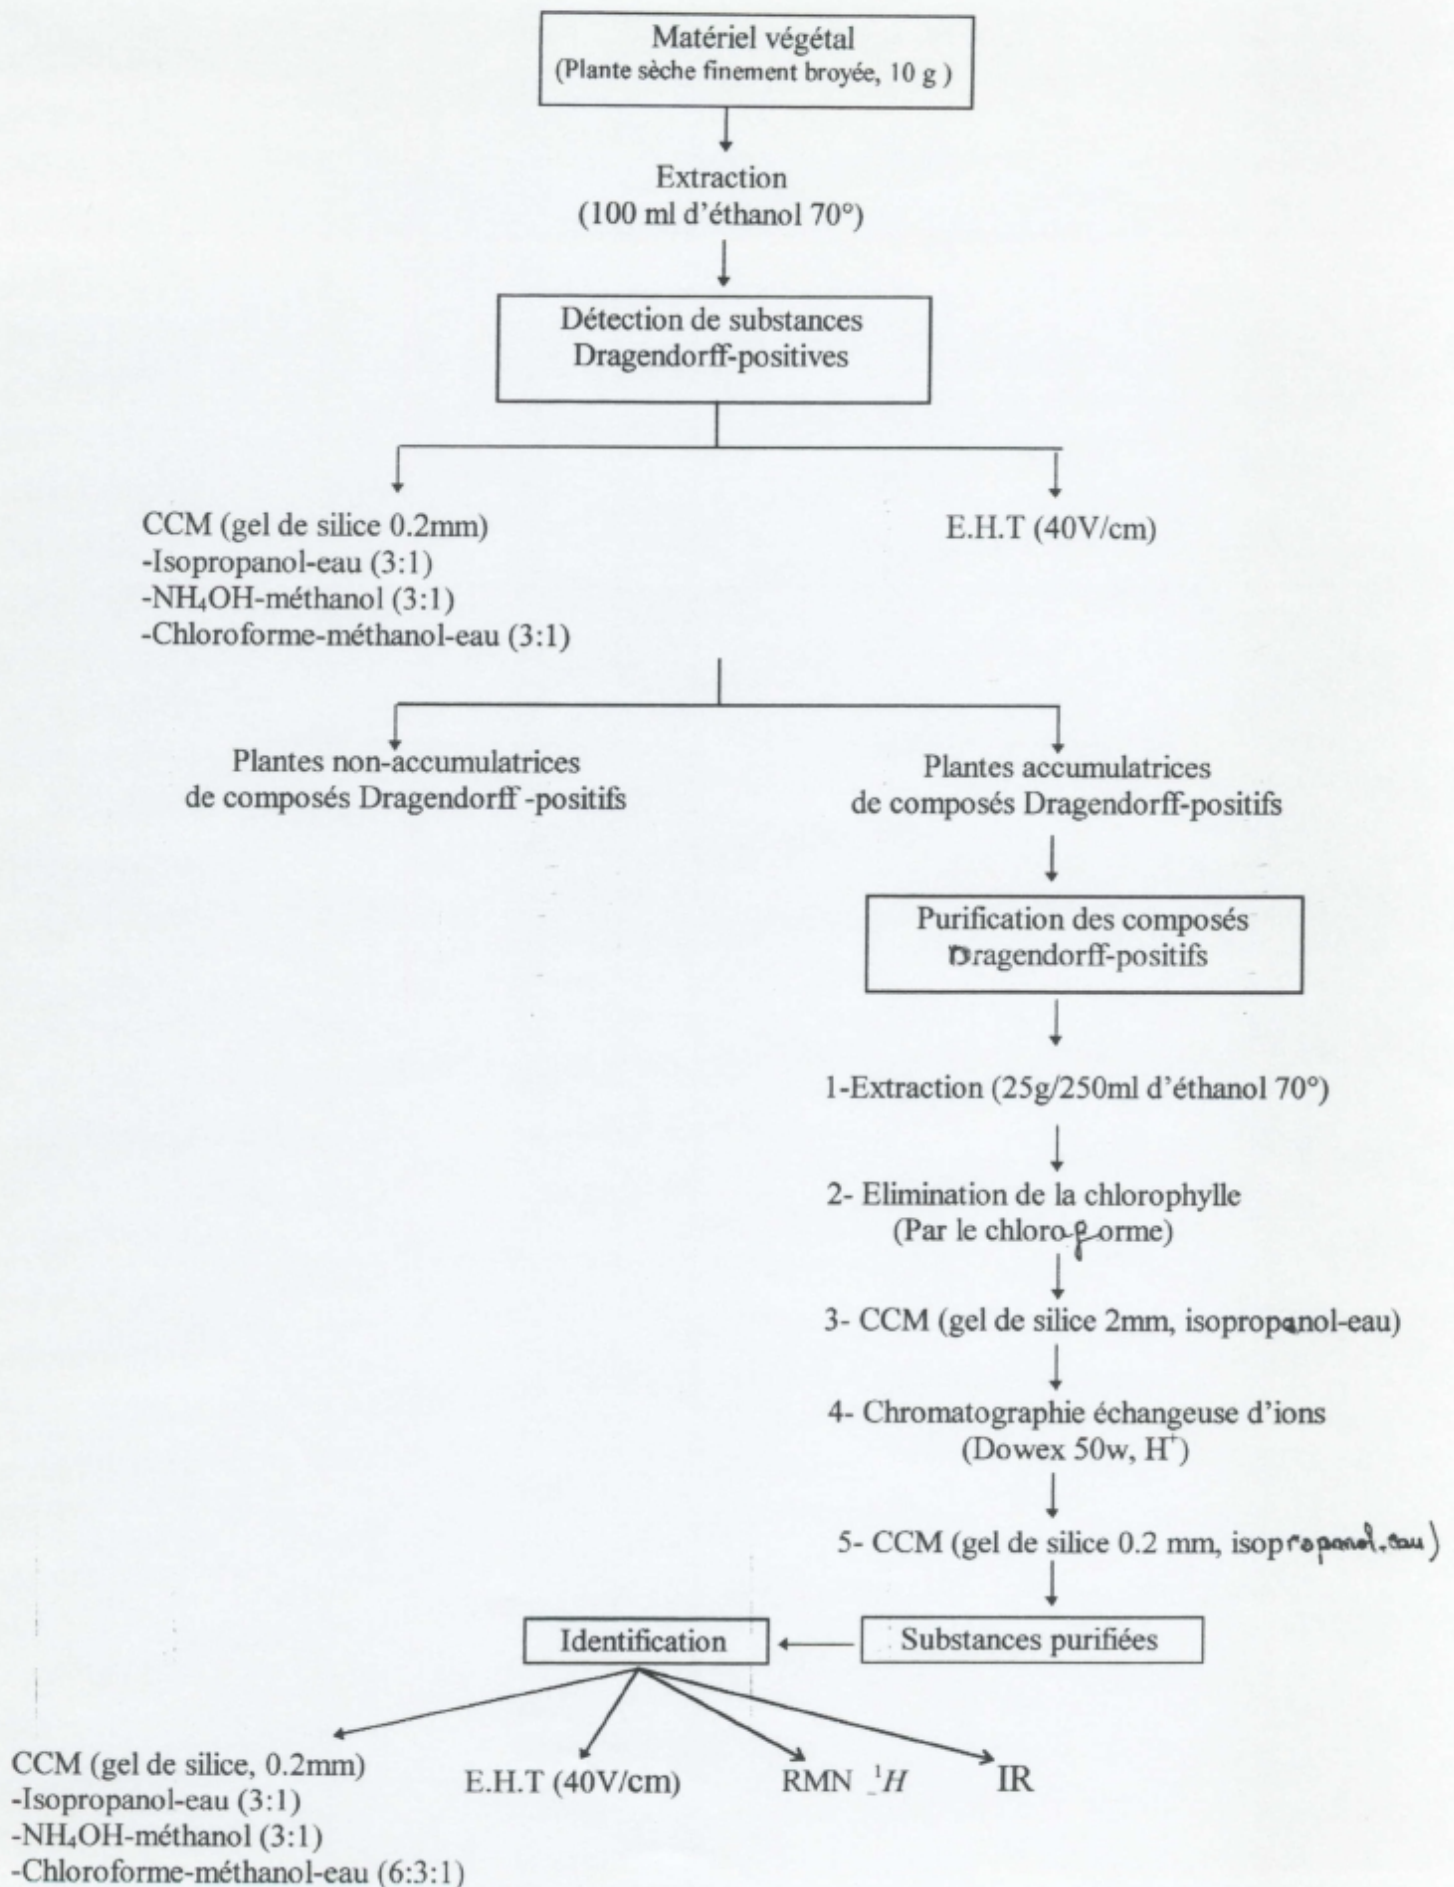 Matériel végétal
(Plante sèche finement broyée, 10 g )
Extraction
(100 ml d'éthanol 70°)
Détection de substances
Dragendorff-positives
CCM (gel de silice 0.2mm)
-Isopropanol-eau (3:1)
-NH₄OH-méthanol (3:1)
-Chloroforme-méthanol-eau (3:1)
E.H.T (40V/cm)
Plantes non-accumulatrices
de composés Dragendorff -positifs
Plantes accumulatrices
de composés Dragendorff-positifs
Purification des composés
Dragendorff-positifs
1-Extraction (25g/250ml d'éthanol 70°)
2- Elimination de la chlorophylle
(Par le chloroforme)
3- CCM (gel de silice 2mm, isopropanol-eau)
4- Chromatographie échangeuse d'ions
(Dowex 50w, H⁺)
5- CCM (gel de silice 0.2 mm, isopropanol-eau)
Substances purifiées
Identification
CCM (gel de silice, 0.2mm)
-Isopropanol-eau (3:1)
-NH₄OH-méthanol (3:1)
-Chloroforme-méthanol-eau (6:3:1)
E.H.T (40V/cm)
RMN ¹H
IR